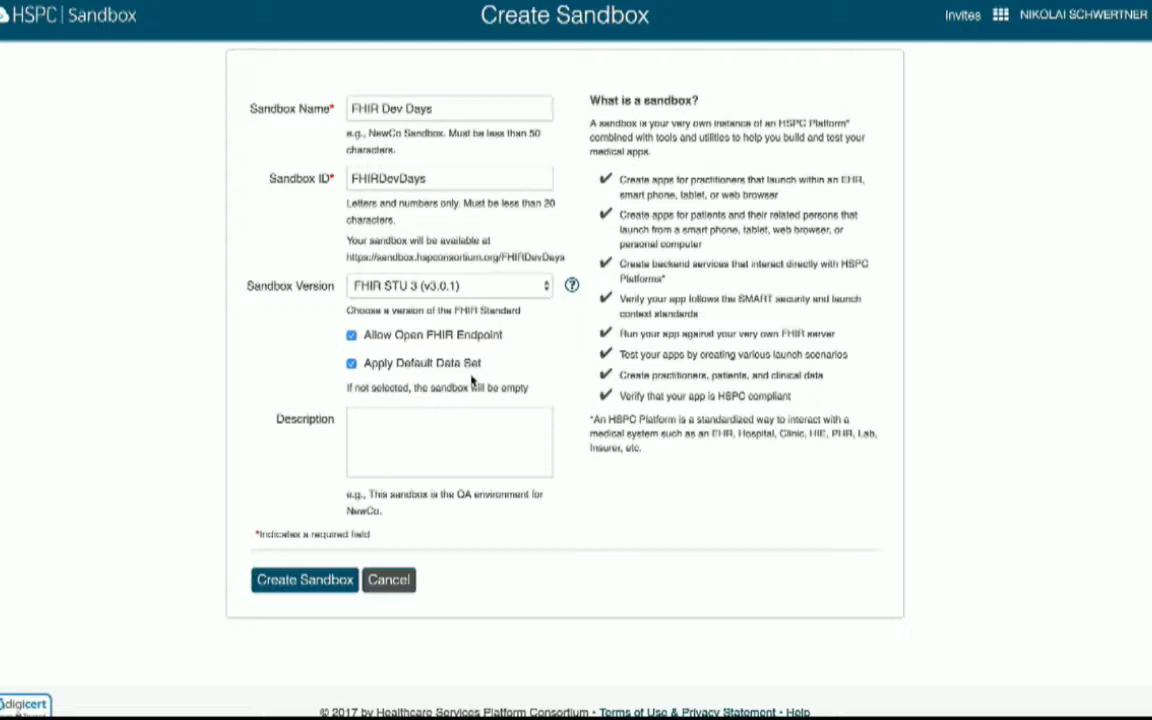 HSPC | Sandbox
Create Sandbox
Invites
NIKOLAI SCHWERTNER
Sandbox Name*
FHIR Dev Days
e.g., NewCo Sandbox. Must be less than 50
characters.
Sandbox ID*
FHIRDevDays
Letters and numbers only. Must be less than 20
characters.
Your sandbox will be available at
https://sandbox.hspconsortium.org/FHIRDevDays
Sandbox Version
FHIR STU 3 (v3.0.1)
?
Choose a version of the FHIR Standard
Allow Open FHIR Endpoint
Apply Default Data Set
If not selected, the sandbox will be empty
Description
e.g., This sandbox is the QA environment for
NewCo.
*Indicates a required field
Create Sandbox
Cancel
What is a sandbox?
A sandbox is your very own instance of an HSPC Platform*
combined with tools and utilities to help you build and test your
medical apps.
Create apps for practitioners that launch within an EHR,
smart phone, tablet, or web browser
Create apps for patients and their related persons that
launch from a smart phone, tablet, web browser, or
personal computer
Create backend services that interact directly with HSPC
Platforms*
Verify your app follows the SMART security and launch
context standards
Run your app against your very own FHIR server
Test your apps by creating various launch scenarios
Create practitioners, patients, and clinical data
Verify that your app is HSPC compliant
*An HSPC Platform is a standardized way to interact with a
medical system such as an EHR, Hospital, Clinic, HIE, PHR, Lab,
Insurer, etc.
digicert
© 2017 by Healthcare Services Platform Consortium • Terms of Use & Privacy Statement • Help